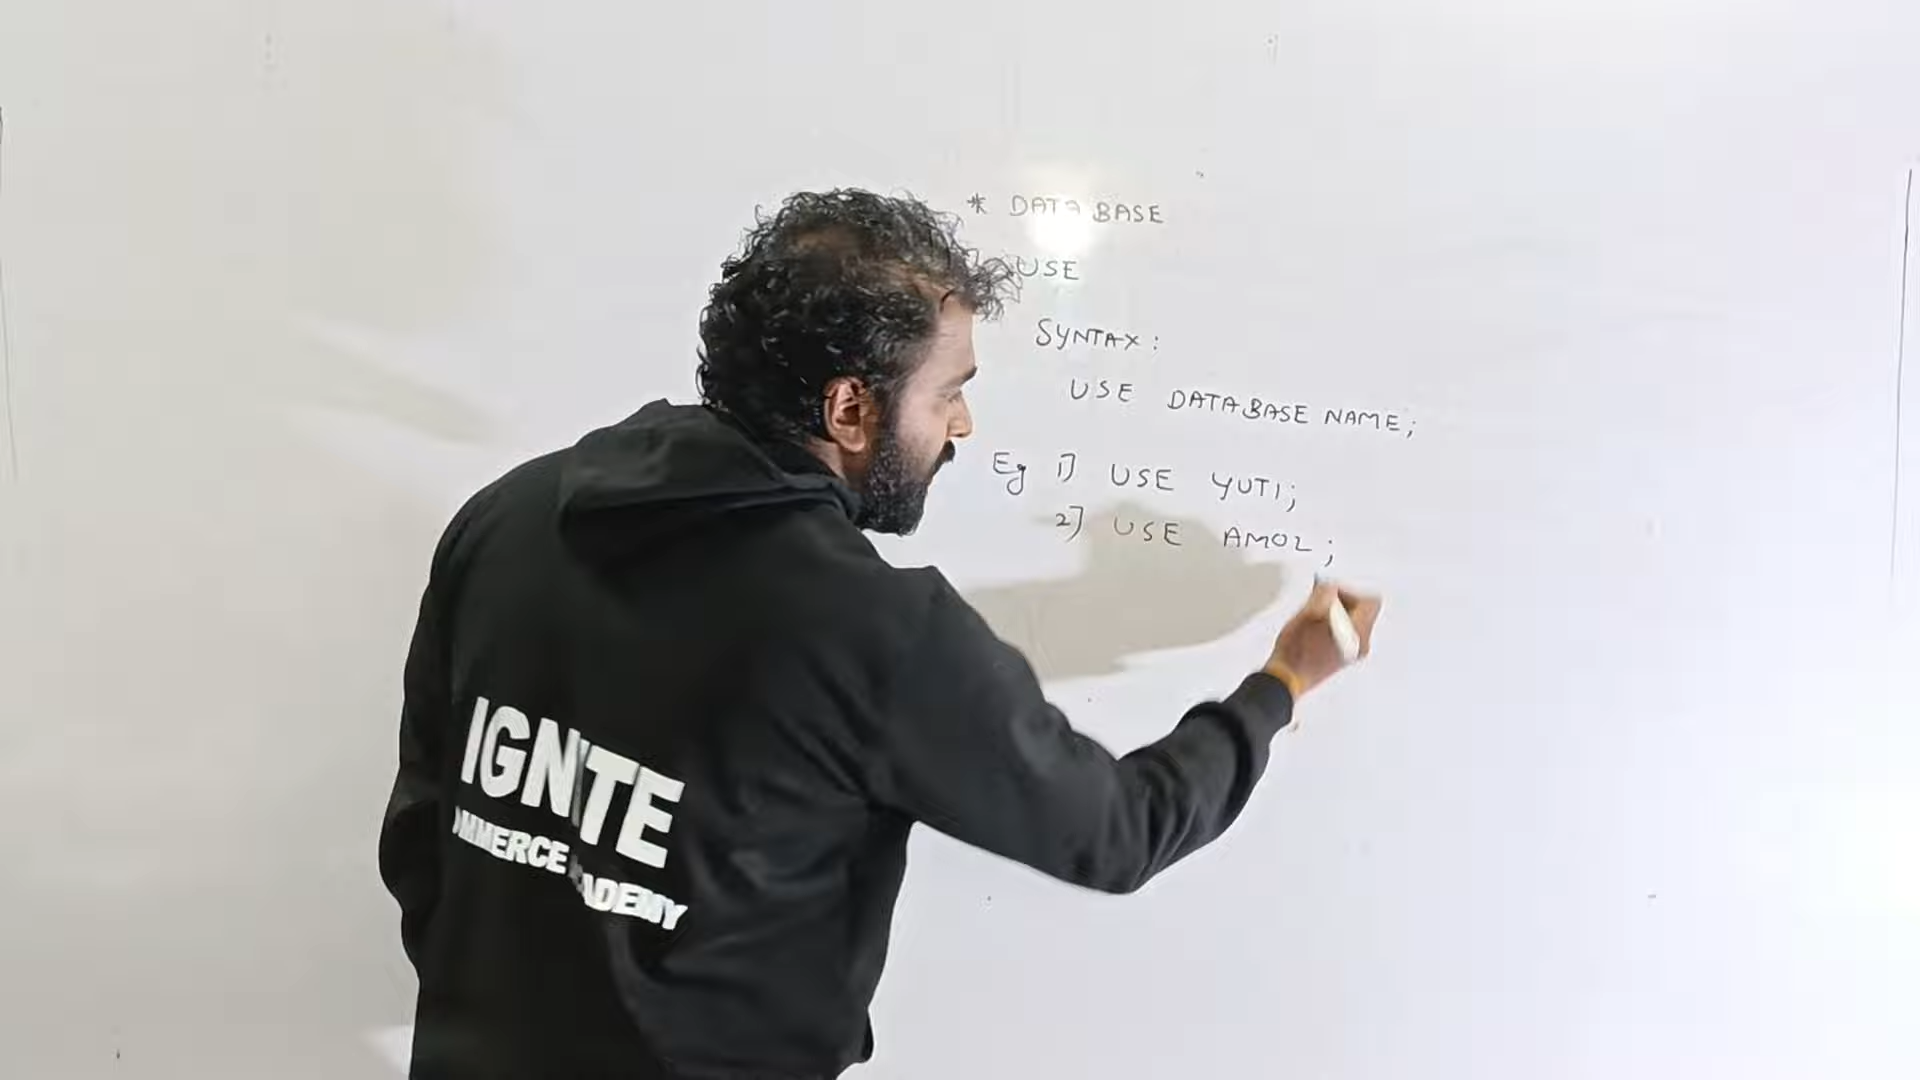 * DATABASE
USE
SYNTAX :
USE DATABASE NAME;
Eg 1] USE YUTI;
2] USE AMOL ;
IGNITE